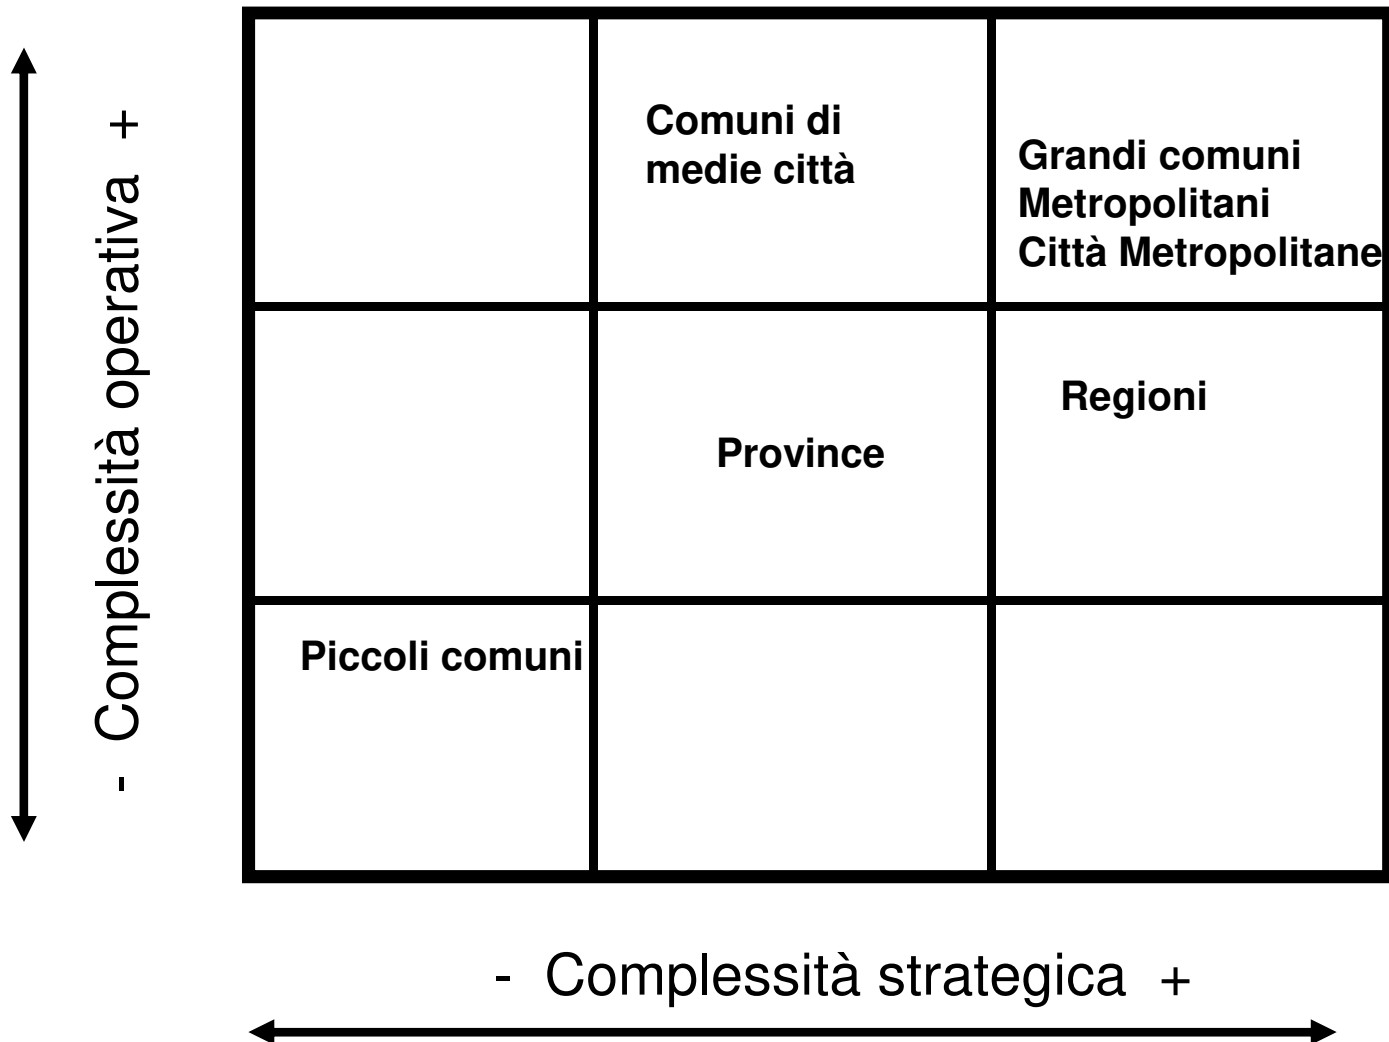 Comuni di
medie città
Grandi comuni
Metropolitani
Città Metropolitane
- Complessità operativa +
Regioni
Province
Piccoli comuni
- Complessità strategica +